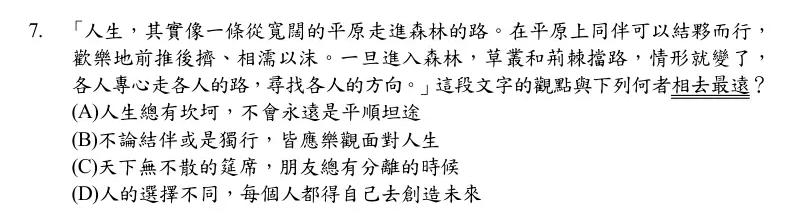 7. 「人生，其實像一條從寬闊的平原走進森林的路。在平原上同伴可以結夥而行，
歡樂地前推後擠、相濡以沫。一旦進入森林，草叢和荊棘擋路，情形就變了，
各人專心走各人的路，尋找各人的方向。」這段文字的觀點與下列何者相去最遠？
(A)人生總有坎坷，不會永遠是平順坦途
(B)不論結伴或是獨行，皆應樂觀面對人生
(C)天下無不散的筵席，朋友總有分離的時候
(D)人的選擇不同，每個人都得自己去創造未來